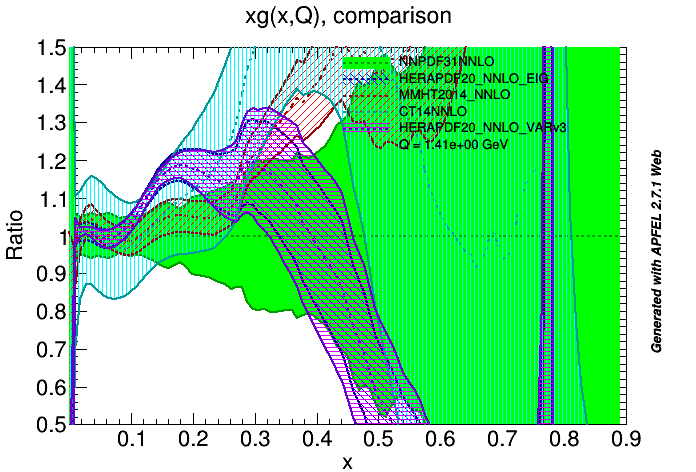 xg(x,Q), comparison
1.5
1.4
1.3
1.2
1.1
1
0.9
0.8
0.7
0.6
0.5
Ratio
NNPDF31NNLO
HERAPDF20_NNLO_EIG
MMHT2014_NNLO
CT14NNLO
HERAPDF20_NNLO_VARv3
Q = 1.41e+00 GeV
0.1 0.2 0.3 0.4 0.5 0.6 0.7 0.8 0.9
x
Generated with APFEL 2.7.1 Web